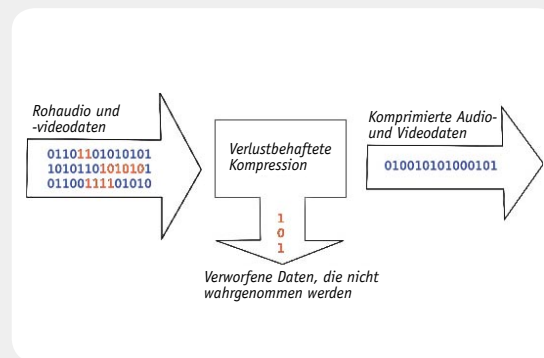 Rohaudio und
-videodaten
01101101010101
10101101010101
01100111101010
Verlustbehaftete
Kompression
1
0
1
Verworfene Daten, die nicht
wahrgenommen werden
Komprimierte Audio-
und Videodaten
010010101000101